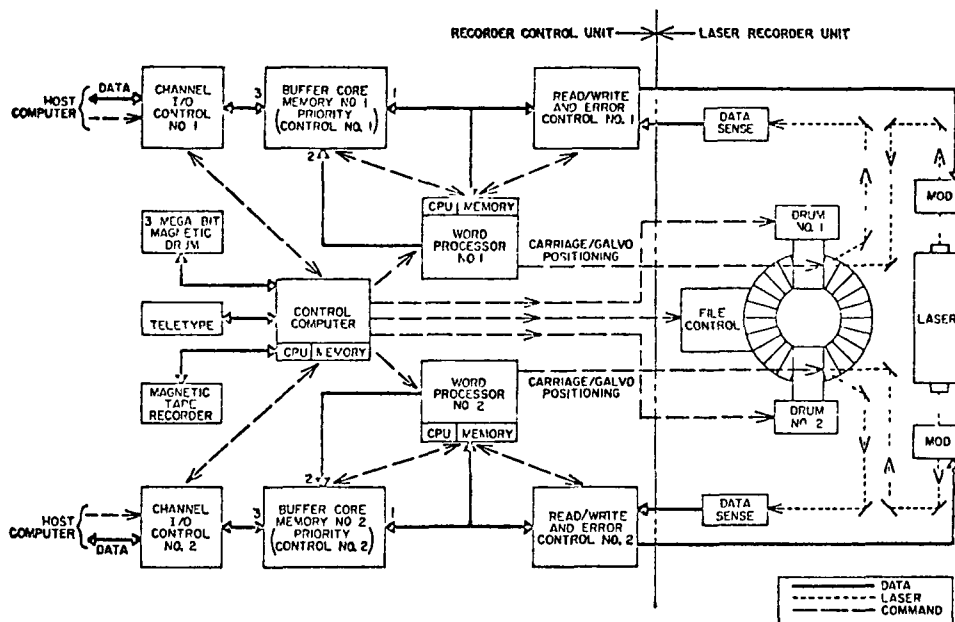 RECORDER CONTROL UNIT
LASER RECORDER UNIT
HOST
COMPUTER
DATA
CHANNEL
I/O
CONTROL
NO. 1
3
BUFFER CORE
MEMORY NO. 1
PRIORITY
(CONTROL NO. 1)
1
2
READ/WRITE
AND ERROR
CONTROL NO. 1
DATA
SENSE
MOD
CPU
MEMORY
WORD
PROCESSOR
NO. 1
CARRIAGE/GALVO
POSITIONING
DRUM
NO. 1
3 MEGA BIT
MAGNETIC
DRUM
TELETYPE
MAGNETIC
TAPE
RECORDER
CONTROL
COMPUTER
CPU
MEMORY
FILE
CONTROL
LASER
WORD
PROCESSOR
NO. 2
CPU
MEMORY
CARRIAGE/GALVO
POSITIONING
DRUM
NO. 2
MOD
HOST
COMPUTER
DATA
CHANNEL
I/O
CONTROL
NO. 2
3
2
BUFFER CORE
MEMORY NO. 2
PRIORITY
(CONTROL NO. 2)
1
READ/WRITE
AND ERROR
CONTROL NO. 2
DATA
SENSE
DATA
LASER
COMMAND